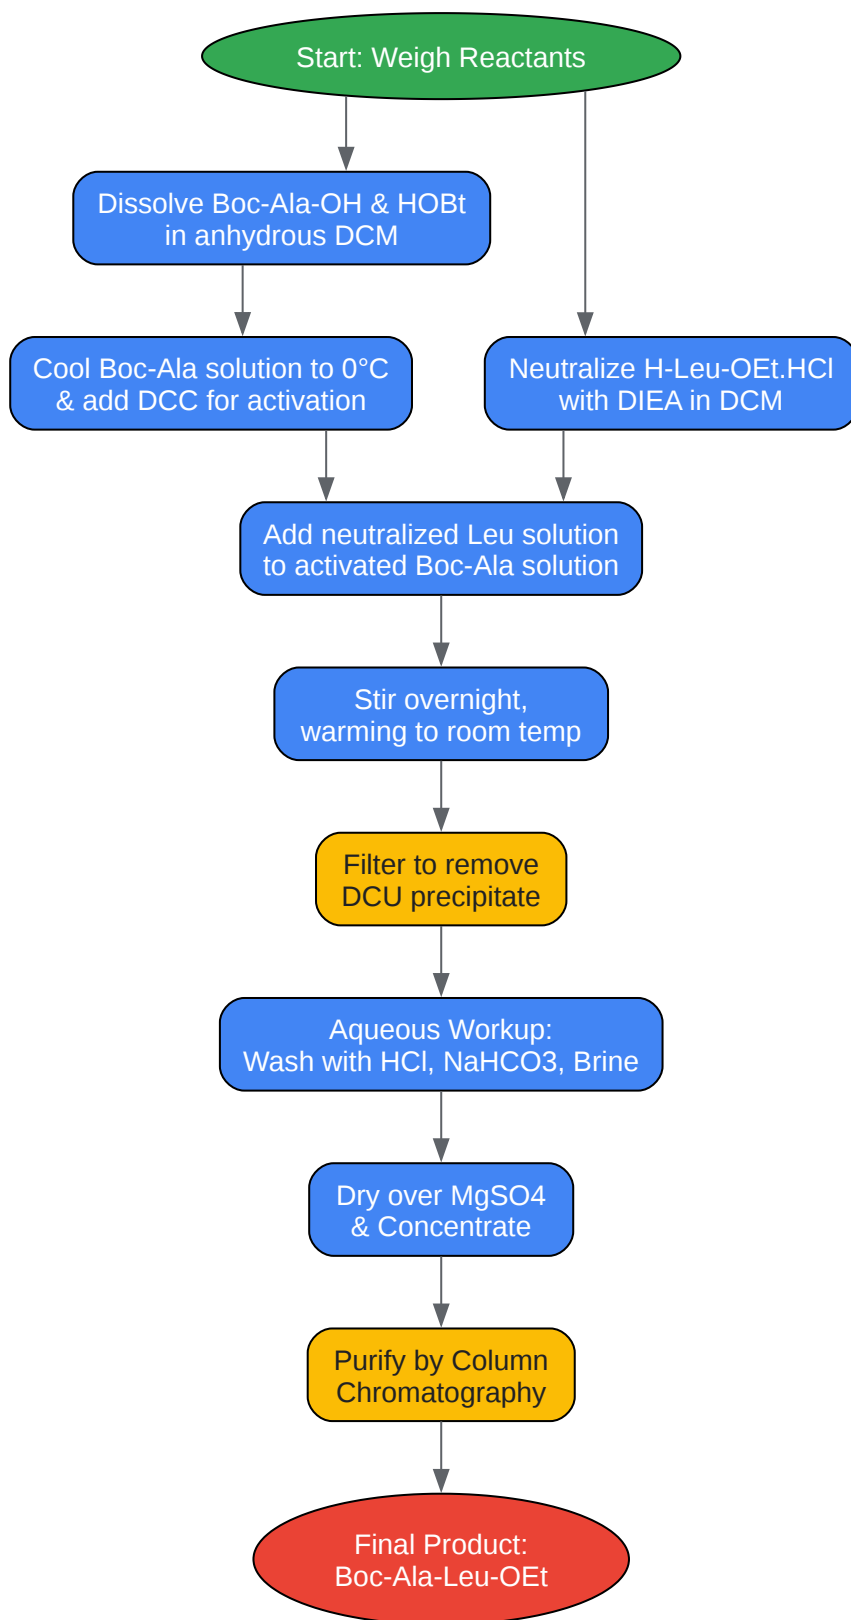 Start: Weigh Reactants
Dissolve Boc-Ala-OH & HOBt
in anhydrous DCM
Cool Boc-Ala solution to 0°C
& add DCC for activation
Neutralize H-Leu-OEt.HCl
with DIEA in DCM
Add neutralized Leu solution
to activated Boc-Ala solution
Stir overnight,
warming to room temp
Filter to remove
DCU precipitate
Aqueous Workup:
Wash with HCl, NaHCO3, Brine
Dry over MgSO4
& Concentrate
Purify by Column
Chromatography
Final Product:
Boc-Ala-Leu-OEt